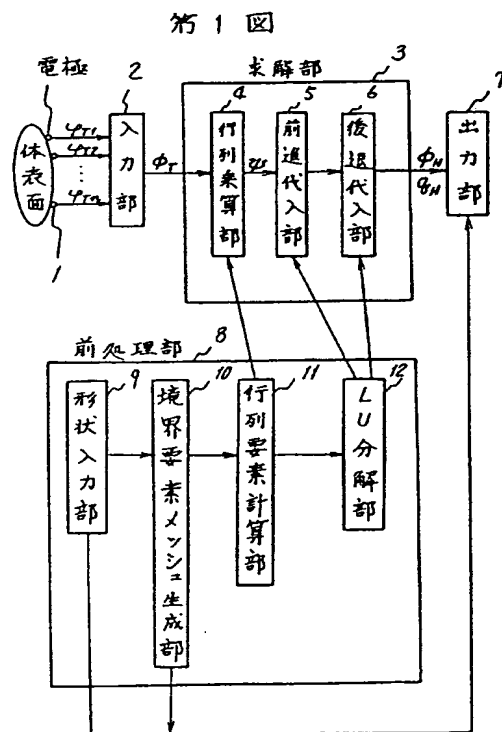 第1図
電極
体表面
1
φT1
φT2
⋮
φTn
2
入力部
φT
求解部
3
4
行列乗算部
5
前進代入部
6
後退代入部
φH
qH
7
出力部
前処理部
8
9
形状入力部
10
境界要素メッシュ生成部
11
行列要素計算部
12
LU分解部